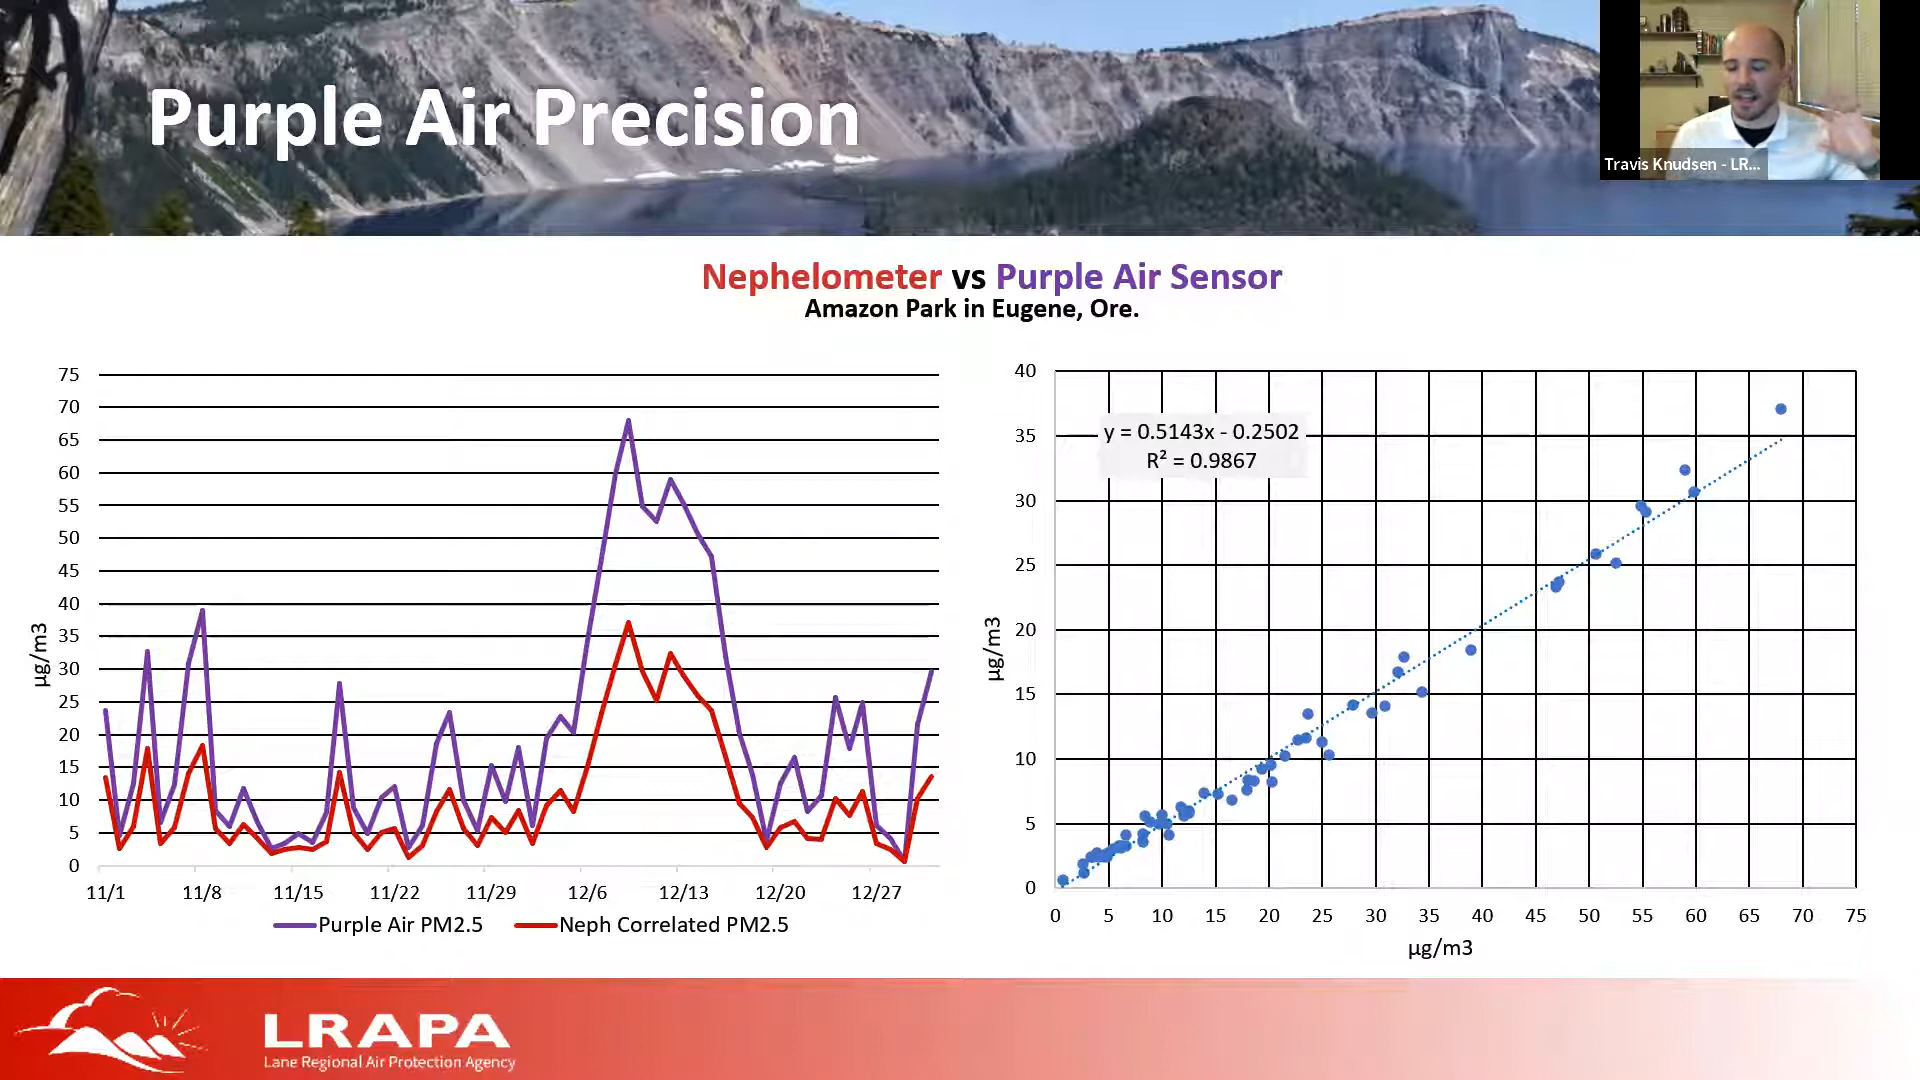 Purple Air Precision
Travis Knudsen - LR...
Nephelometer vs Purple Air Sensor
Amazon Park in Eugene, Ore.
75
70
65
60
55
50
45
40
35
30
25
20
15
10
5
0
µg/m3
11/1 11/8 11/15 11/22 11/29 12/6 12/13 12/20 12/27
Purple Air PM2.5 Neph Correlated PM2.5
40
35
30
25
20
15
10
5
0
µg/m3
y = 0.5143x - 0.2502
R² = 0.9867
0 5 10 15 20 25 30 35 40 45 50 55 60 65 70 75
µg/m3
LRAPA
Lane Regional Air Protection Agency